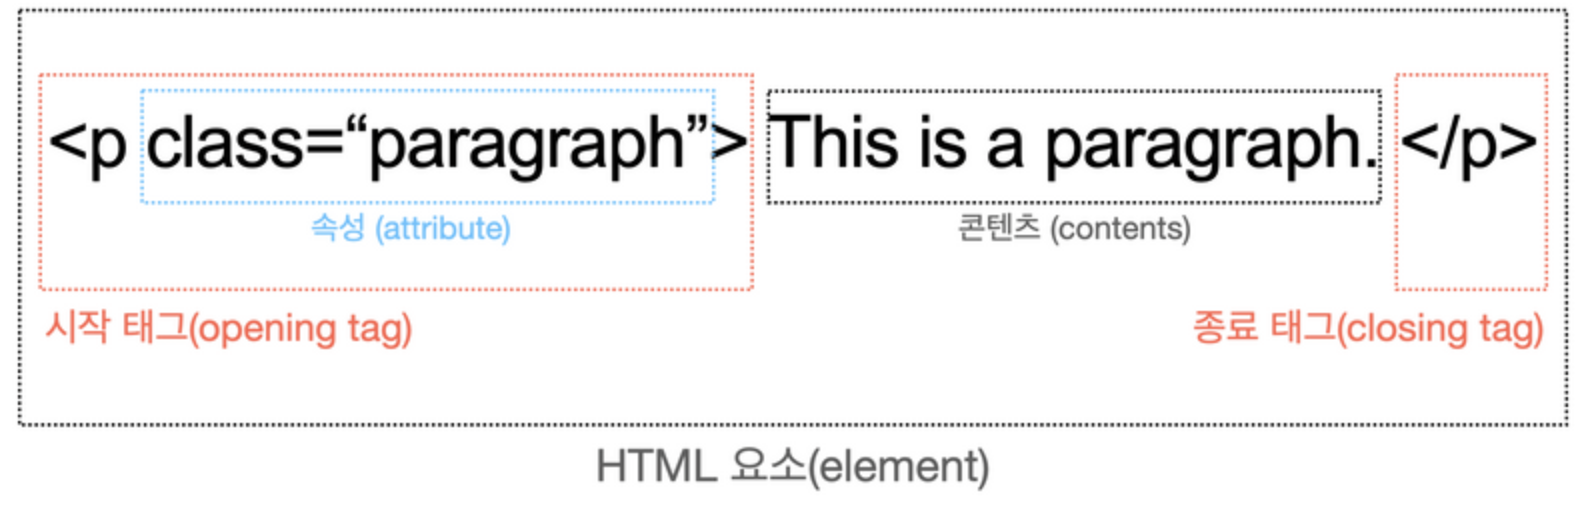 <p class=“paragraph”> This is a paragraph. </p>
속성 (attribute) 콘텐츠 (contents)
시작 태그(opening tag) 종료 태그(closing tag)
HTML 요소(element)